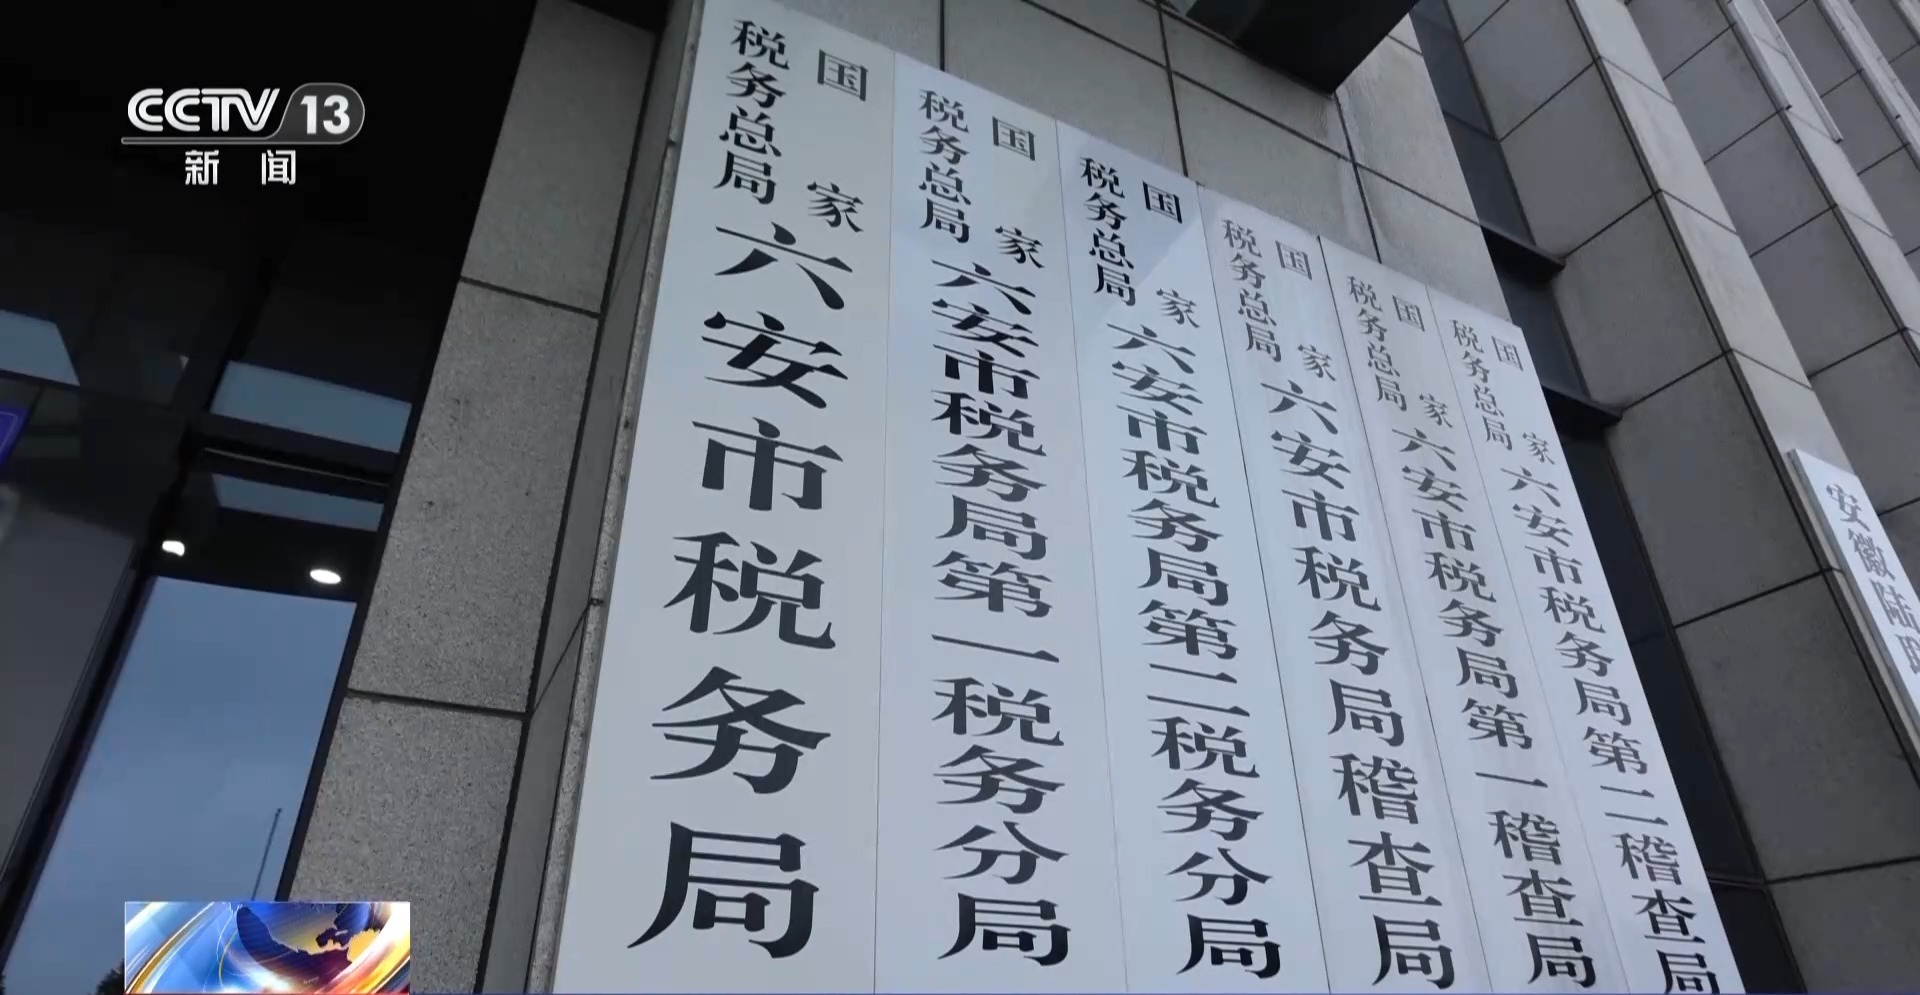 CCTV 13
新闻
国家税务总局六安市税务局
国家税务总局六安市税务局第一税务分局
国家税务总局六安市税务局第二税务分局
国家税务总局六安市税务局稽查局
国家税务总局六安市税务局第一稽查局
国家税务总局六安市税务局第二稽查局
安徽陆